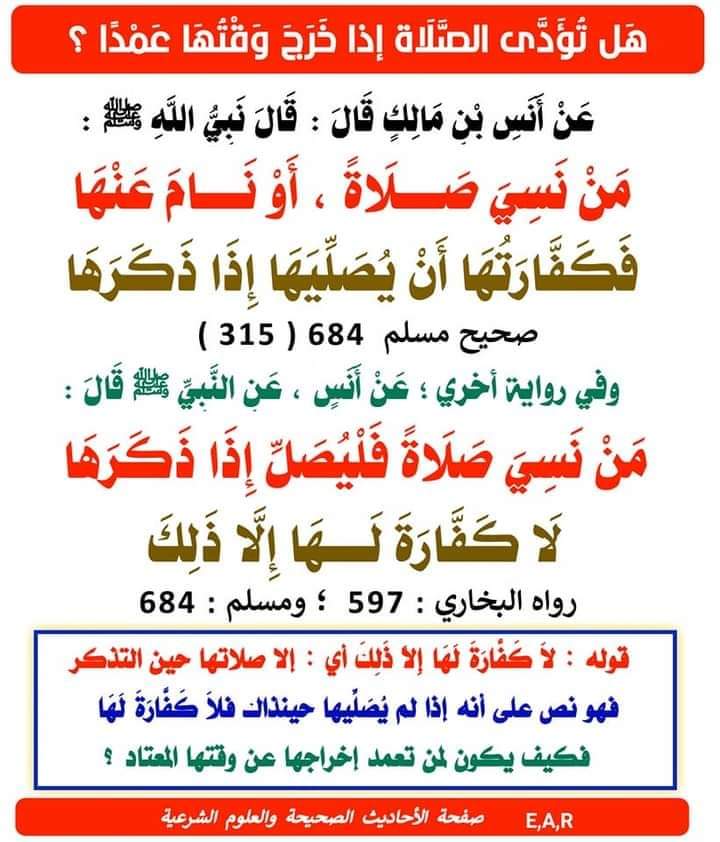 هَل تُؤَدَّى الصَّلَاة إذا خَرَجَ وَقْتُهَا عَمْدًا ؟
عَنْ أَنَسِ بْنِ مَالِكٍ قَالَ : قَالَ نَبِيُّ اللَّهِ ﷺ :
مَنْ نَسِيَ صَلَاةً ، أَوْ نَامَ عَنْهَا
فَكَفَّارَتُهَا أَنْ يُصَلِّيَهَا إِذَا ذَكَرَهَا
صحيح مسلم 684 ( 315 )
وفي رواية أخري ؛ عَنْ أَنَسٍ ، عَنِ النَّبِيِّ ﷺ قَالَ :
مَنْ نَسِيَ صَلَاةً فَلْيُصَلِّ إِذَا ذَكَرَهَا
لَا كَفَّارَةَ لَهَا إِلَّا ذَلِكَ
رواه البخاري : 597 ؛ ومسلم : 684
قوله : لاَ كَفَّارَةَ لَهَا إِلاَّ ذَلِكَ أي : إلا صلاتها حين التذكر
فهو نص على أنه إذا لم يُصَلِّيها حينذاك فلاَ كَفَّارَةَ لَهَا
فكيف يكون لمن تعمد إخراجها عن وقتها المعتاد ؟
صفحة الأحاديث الصحيحة والعلوم الشرعية E,A,R